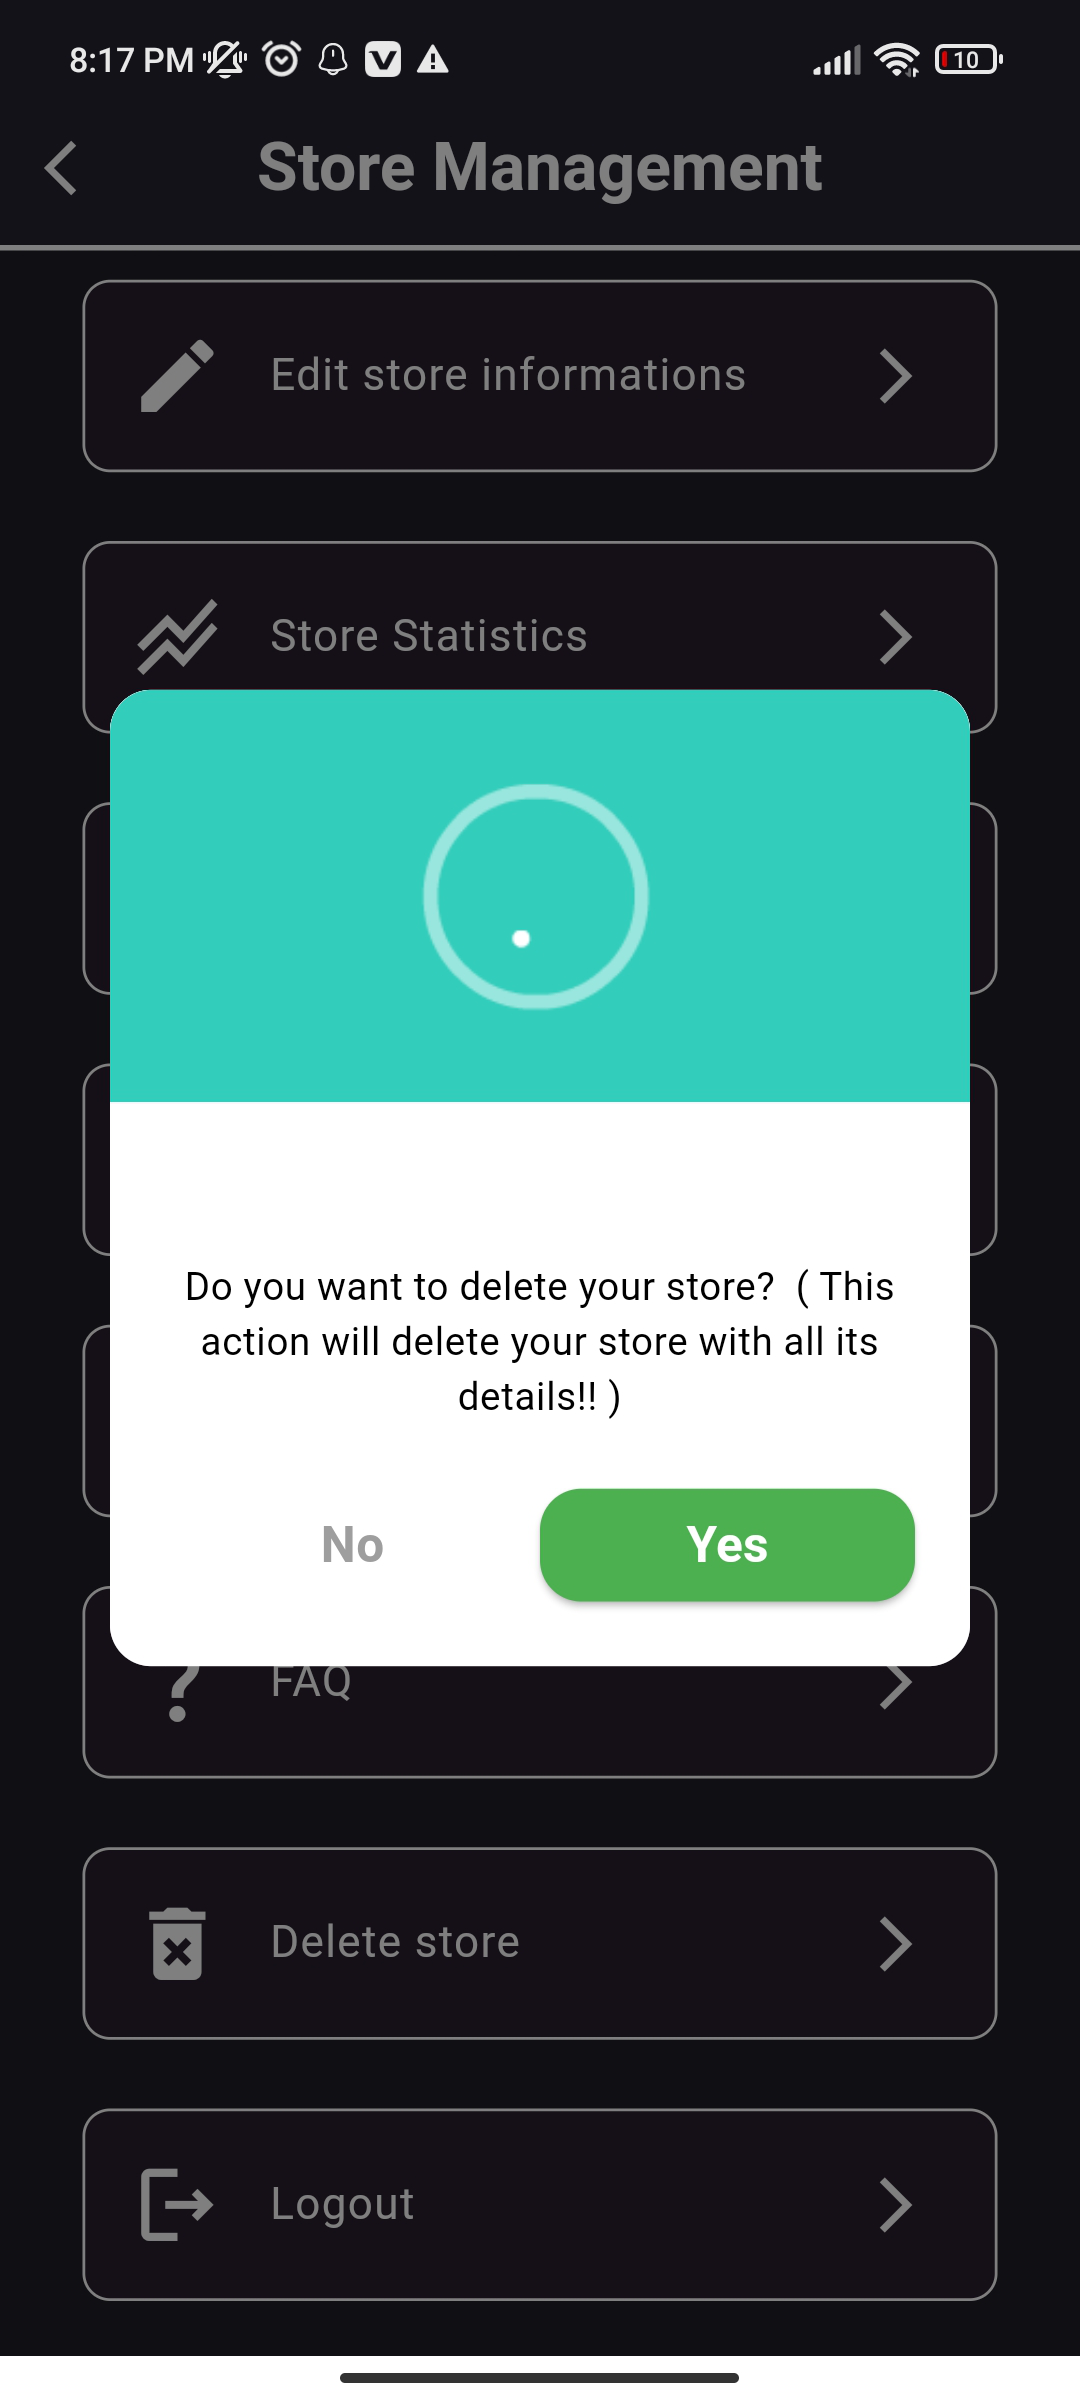 8:17 PM
10
Store Management
Edit store informations
Store Statistics
Do you want to delete your store?  ( This
action will delete your store with all its
details!! )
No
Yes
FAQ
Delete store
Logout